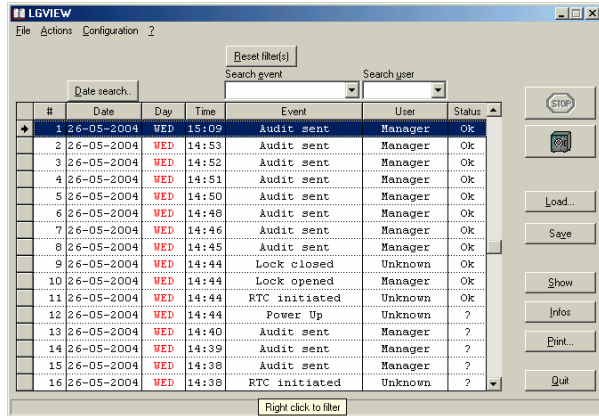 LGVIEW
File Actions Configuration ?
Reset filter(s)
Search event Search user
Date search..
# Date Day Time Event User Status
1 26-05-2004 WED 15:09 Audit sent Manager Ok
2 26-05-2004 WED 14:53 Audit sent Manager Ok
3 26-05-2004 WED 14:52 Audit sent Manager Ok
4 26-05-2004 WED 14:51 Audit sent Manager Ok
5 26-05-2004 WED 14:50 Audit sent Manager Ok
6 26-05-2004 WED 14:48 Audit sent Manager Ok
7 26-05-2004 WED 14:46 Audit sent Manager Ok
8 26-05-2004 WED 14:45 Audit sent Manager Ok
9 26-05-2004 WED 14:44 Lock closed Unknown Ok
10 26-05-2004 WED 14:44 Lock opened Manager Ok
11 26-05-2004 WED 14:44 RTC initiated Unknown Ok
12 26-05-2004 WED 14:44 Power Up Unknown ?
13 26-05-2004 WED 14:40 Audit sent Manager ?
14 26-05-2004 WED 14:39 Audit sent Manager ?
15 26-05-2004 WED 14:38 Audit sent Manager ?
16 26-05-2004 WED 14:38 RTC initiated Unknown ?
STOP
Load...
Save
Show
Infos
Print...
Quit
Right click to filter